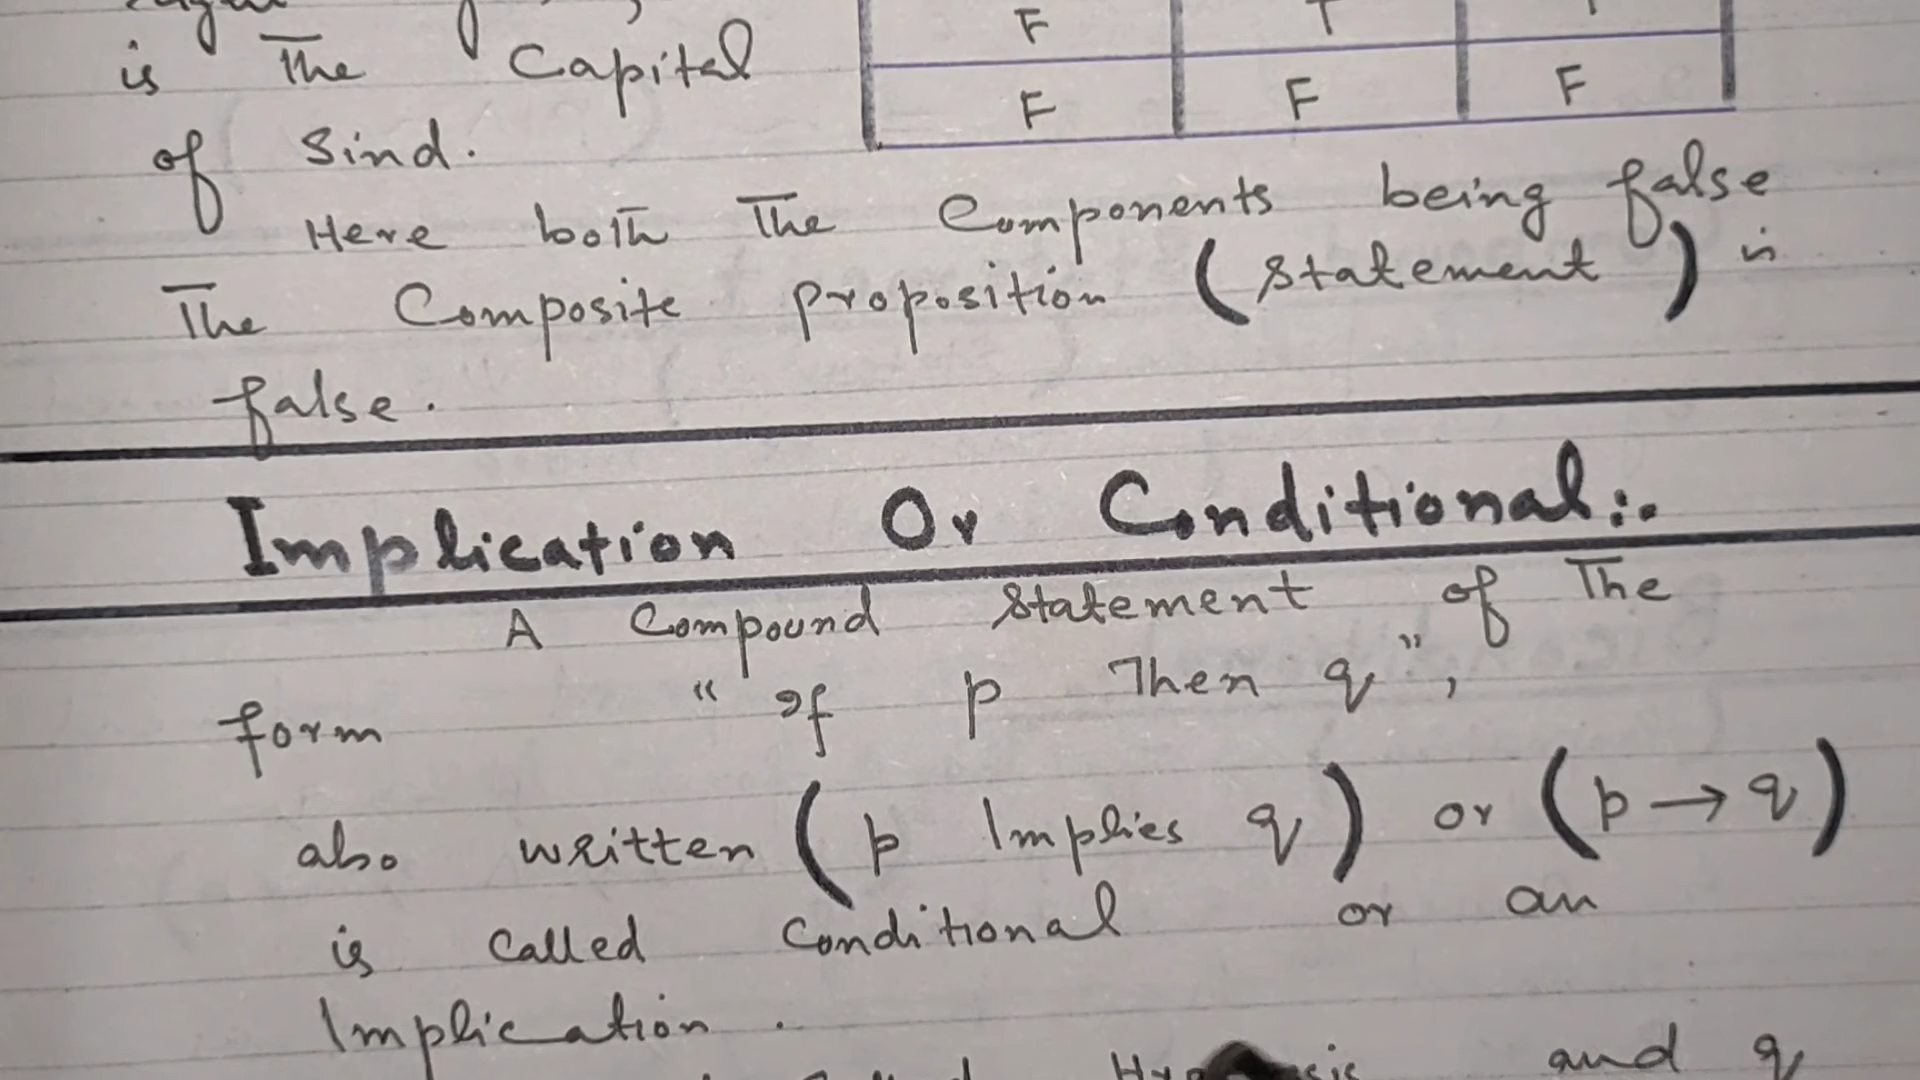 is The Capital
of Sind.
F T
F F F
Here both The Components being false
The Composite proposition (statement) is
false.
Implication Or Conditional:.
A Compound Statement of The
form "if p Then q",
also written (p Implies q) or (p → q)
is Called Conditional or an
Implication.
and q